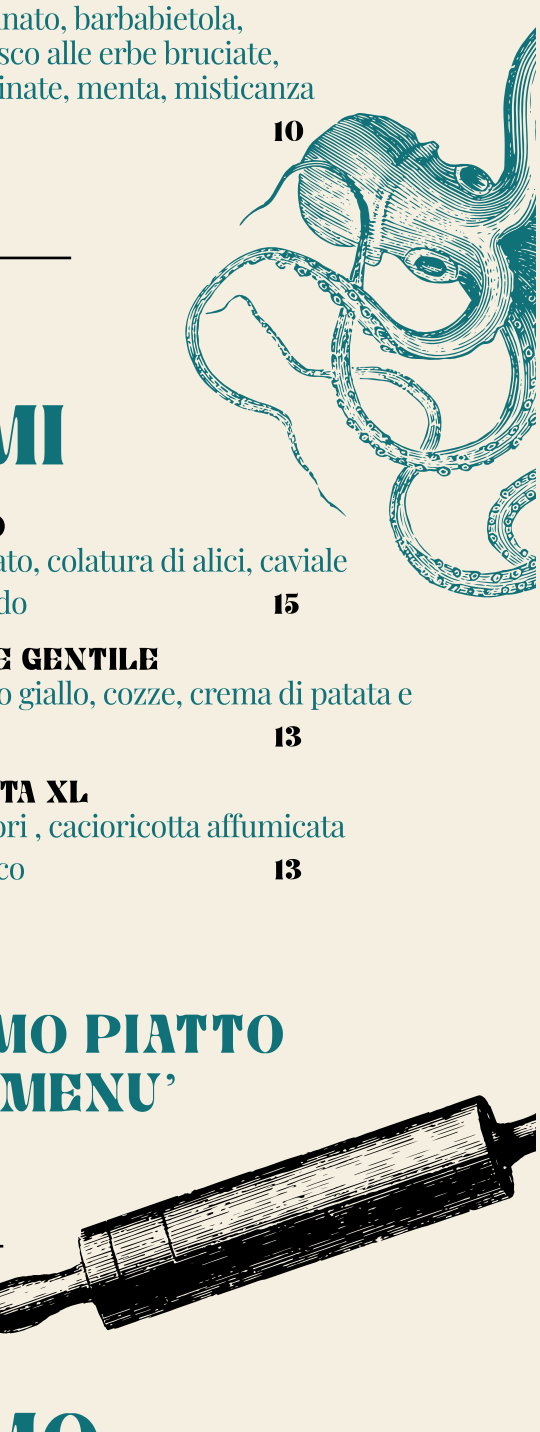 nato, barbabietola,
sco alle erbe bruciate,
inate, menta, misticanza
10
MI
O
ato, colatura di alici, caviale
do 15
E GENTILE
o giallo, cozze, crema di patata e
13
TA XL
ori , cacioricotta affumicata
co 13
MO PIATTO
MENU’
MO